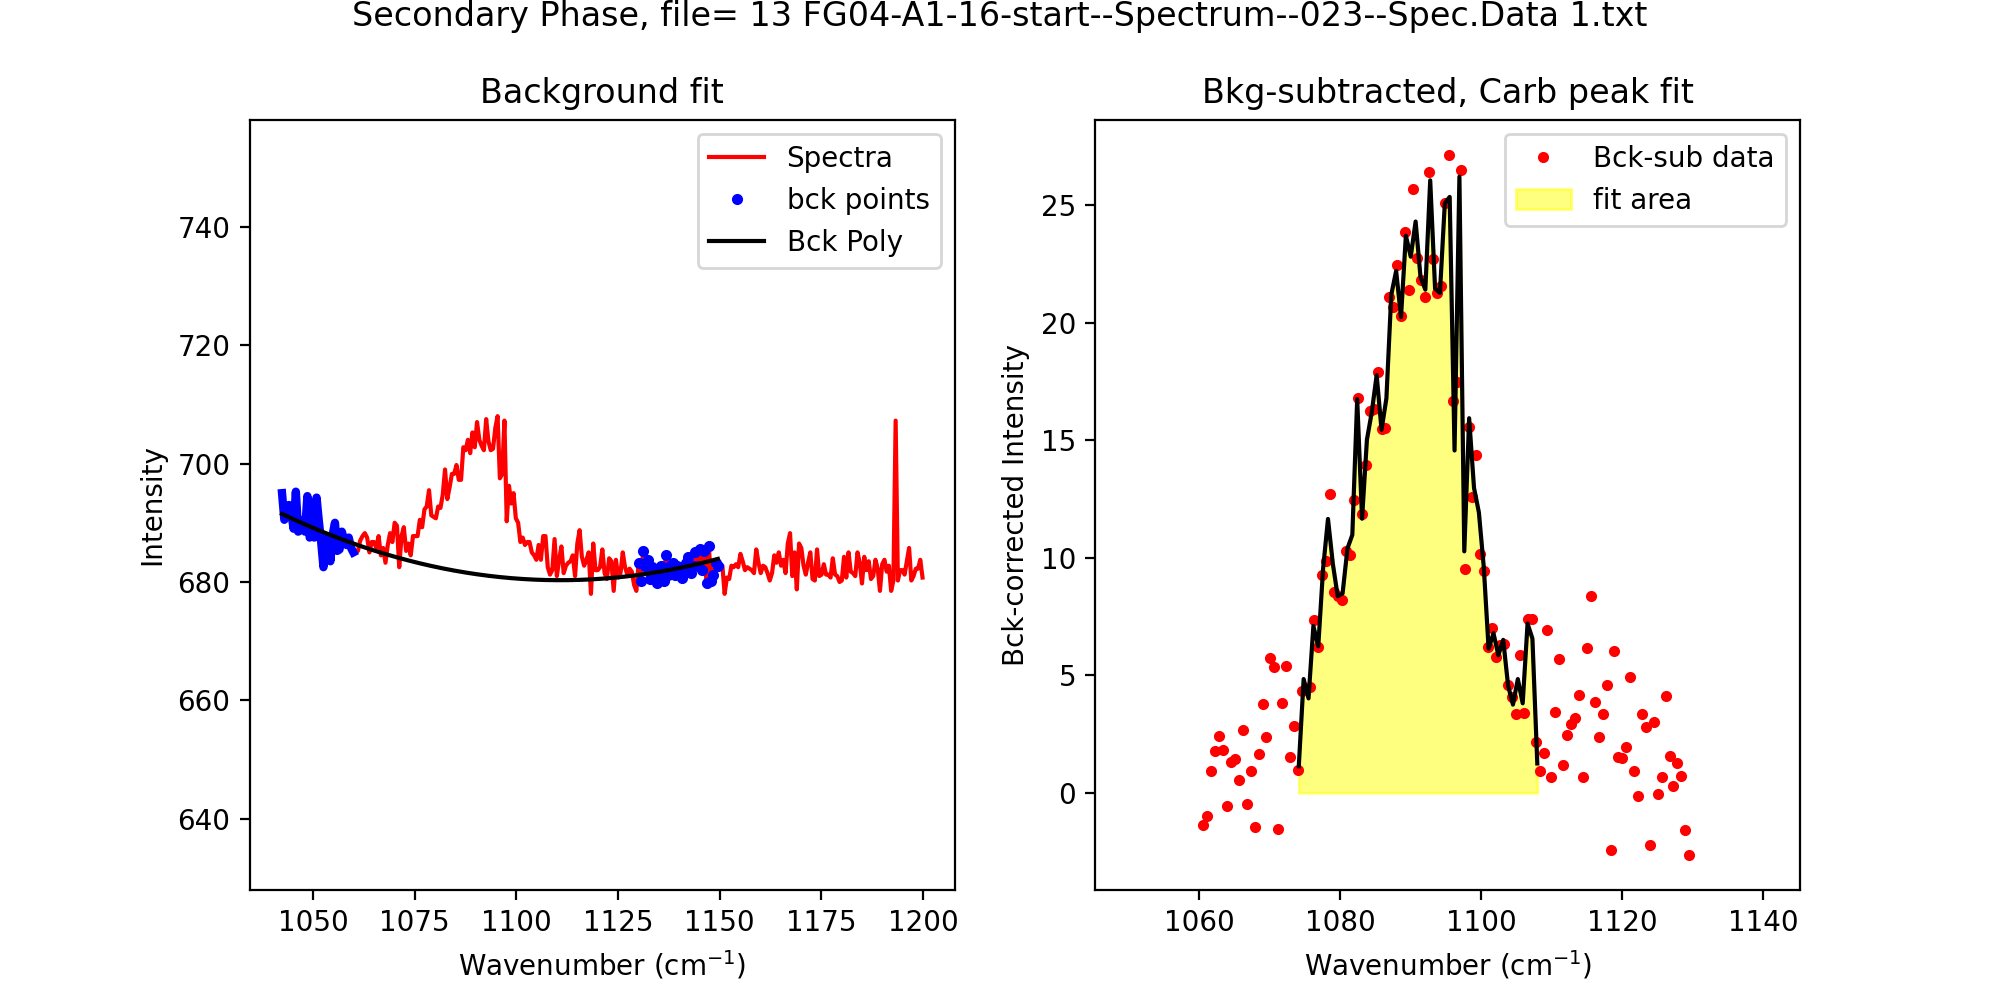 Secondary Phase, file= 13 FG04-A1-16-start--Spectrum--023--Spec.Data 1.txt
Background fit
Spectra
bck points
Bck Poly
740
720
700
680
660
640
Intensity
1050 1075 1100 1125 1150 1175 1200
Wavenumber (cm⁻¹)
Bkg-subtracted, Carb peak fit
Bck-sub data
fit area
25
20
15
10
5
0
Bck-corrected Intensity
1060 1080 1100 1120 1140
Wavenumber (cm⁻¹)